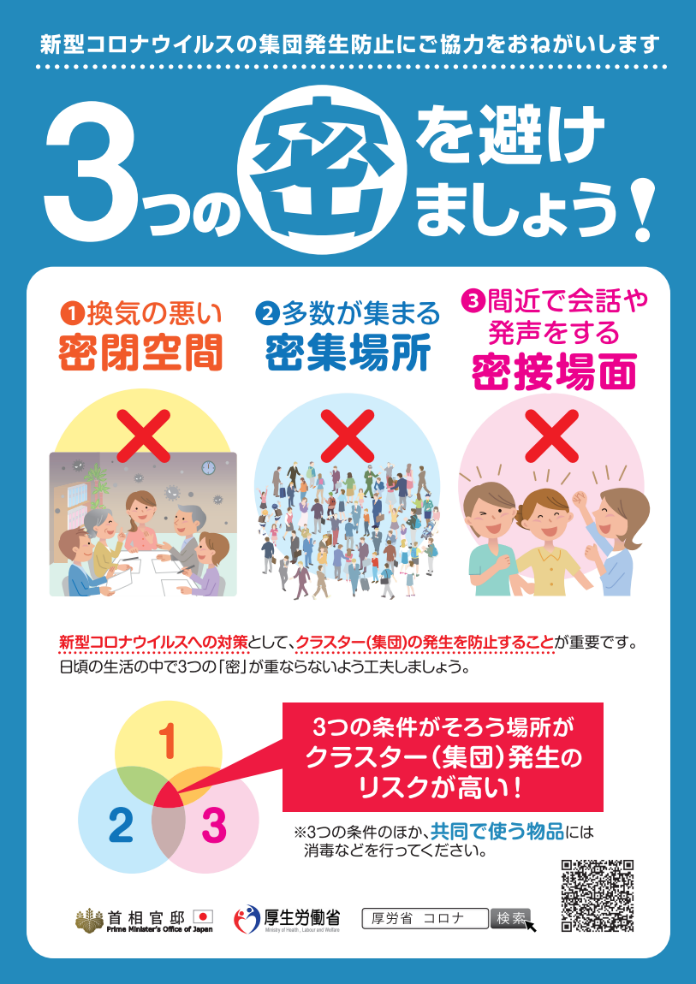 新型コロナウイルスの集団発生防止にご協力をおねがいします
3つの密を避け
ましょう!
❶換気の悪い
密閉空間
❷多数が集まる
密集場所
❸間近で会話や
発声をする
密接場面
新型コロナウイルスへの対策として、クラスター(集団)の発生を防止することが重要です。
日頃の生活の中で3つの「密」が重ならないよう工夫しましょう。
1
2
3
3つの条件がそろう場所が
クラスター(集団)発生の
リスクが高い!
※3つの条件のほか、共同で使う物品には
消毒などを行ってください。
首相官邸
Prime Minister's Office of Japan
厚生労働省
Ministry of Health, Labour and Welfare
厚労省 コロナ 検索